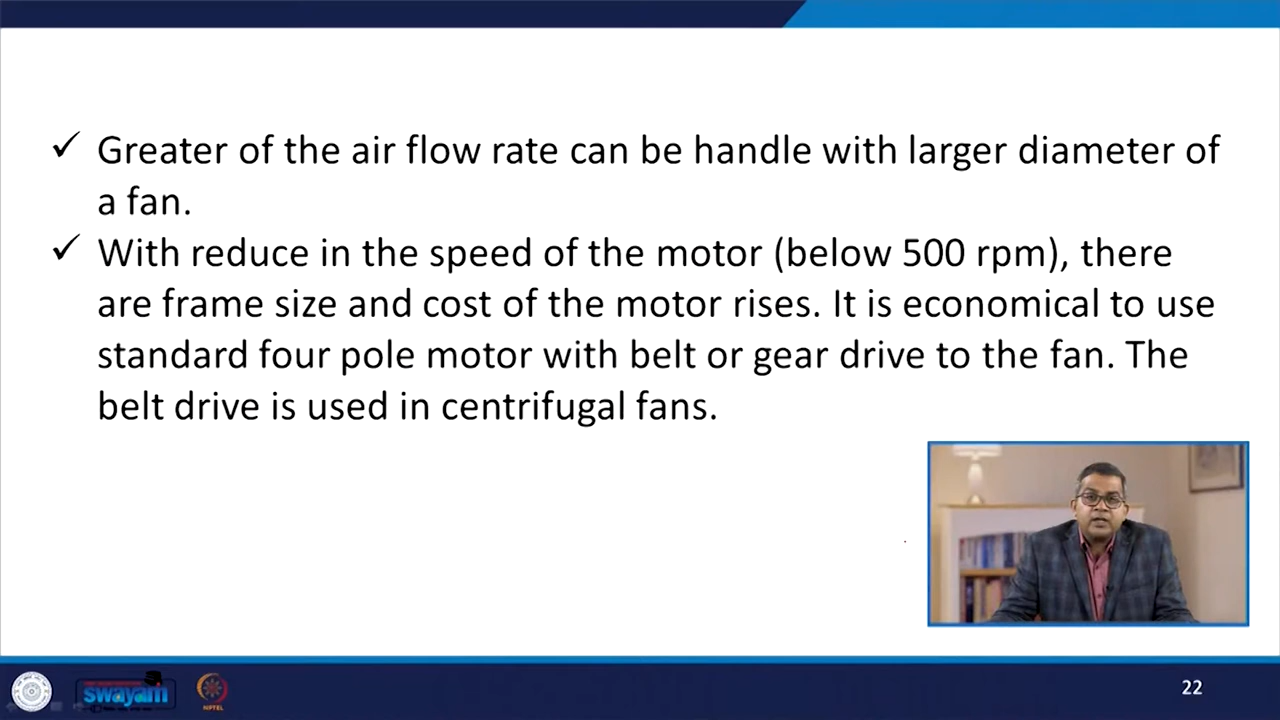 ✓ Greater of the air flow rate can be handle with larger diameter of
a fan.
✓ With reduce in the speed of the motor (below 500 rpm), there
are frame size and cost of the motor rises. It is economical to use
standard four pole motor with belt or gear drive to the fan. The
belt drive is used in centrifugal fans.
swayam
NPTEL
22